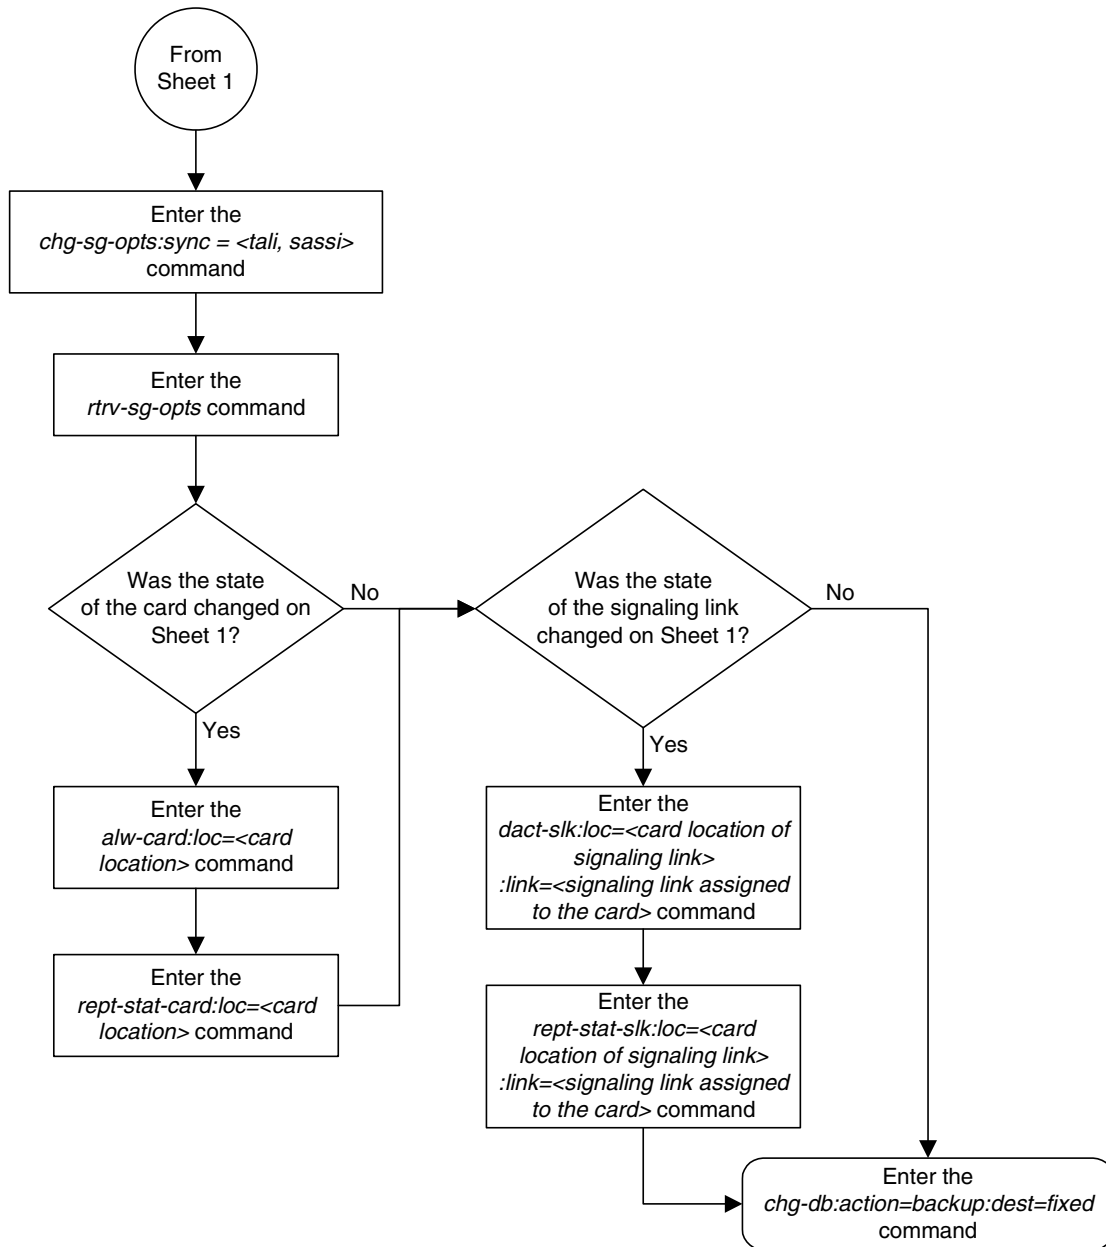 From
Sheet 1
Enter the
chg-sg-opts:sync = <tali, sassi>
command
Enter the
rtrv-sg-opts command
Was the state
of the card changed on
Sheet 1?
No
Yes
Enter the
alw-card:loc=<card
location> command
Enter the
rept-stat-card:loc=<card
location> command
Was the state
of the signaling link
changed on Sheet 1?
No
Yes
Enter the
dact-slk:loc=<card location of
signaling link>
:link=<signaling link assigned
to the card> command
Enter the
rept-stat-slk:loc=<card
location of signaling link>
:link=<signaling link assigned
to the card> command
Enter the
chg-db:action=backup:dest=fixed
command